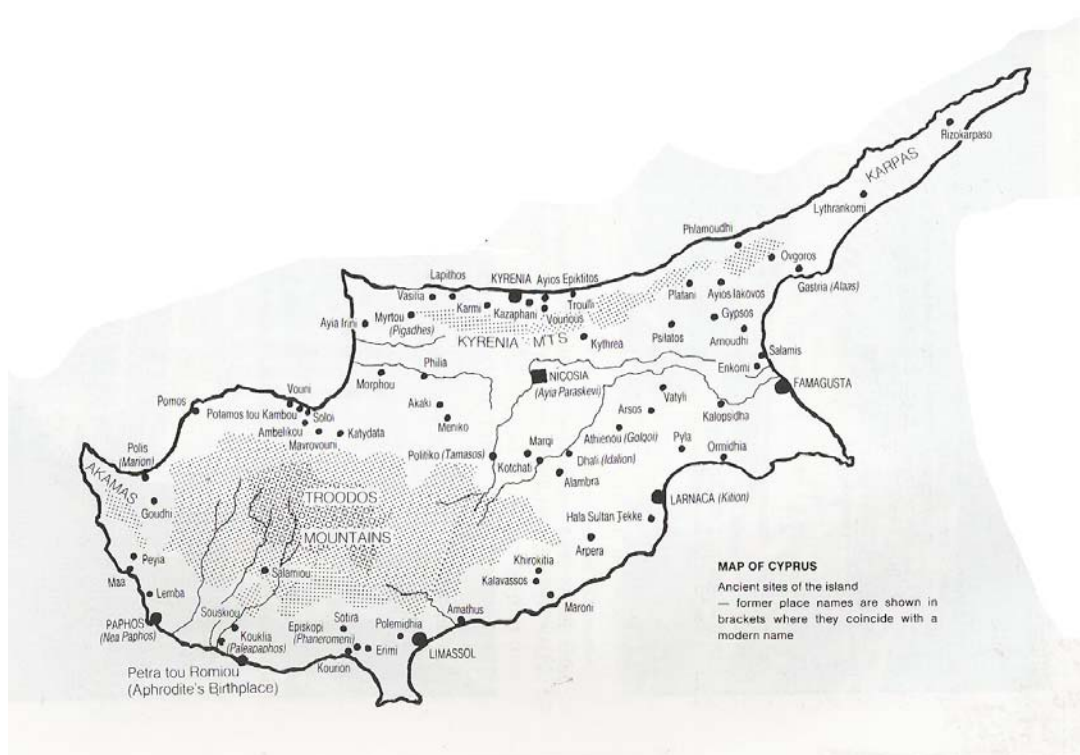 Rizokarpaso
KARPAS
Lythrankomi
Phlamoudhi
Ovgoros
Gastria (Alaas)
Lapithos
KYRENIA
Ayios Epiktitos
Vasilia
Karmi
Kazaphani
Troulli
Vounous
Platani
Ayios Iakovos
Myrtou
(Pigadhes)
Gypsos
Ayia Irini
KYRENIA MTS
Kythrea
Psilatos
Arnoudhi
Salamis
Enkomi
Philia
Morphou
NICOSIA
(Ayia Paraskevi)
FAMAGUSTA
Vouni
Vatyli
Pomos
Potamos tou Kambou
Soloi
Akaki
Arsos
Kalopsidha
Ambelikou
Meniko
Mavrovouni
Katydata
Athienou (Golgoi)
Pyla
Ormidhia
Polis
(Marion)
Politiko (Tamasos)
Margi
Kotchati
Dhali (Idalion)
Alambra
AKAMAS
TROODOS
MOUNTAINS
LARNACA (Kition)
Goudhi
Hala Sultan Tekke
Arpera
Peyia
Khirokitia
MAP OF CYPRUS
Maa
Salamiou
Kalavassos
Ancient sites of the island
— former place names are shown in
brackets where they coincide with a
modern name
Lemba
Maroni
Souskiou
Amathus
PAPHOS
(Nea Paphos)
Sotira
Episkopi
(Phaneromeni)
Polemidhia
Kouklia
(Paleapaphos)
Erimi
LIMASSOL
Kourion
Petra tou Romiou
(Aphrodite's Birthplace)